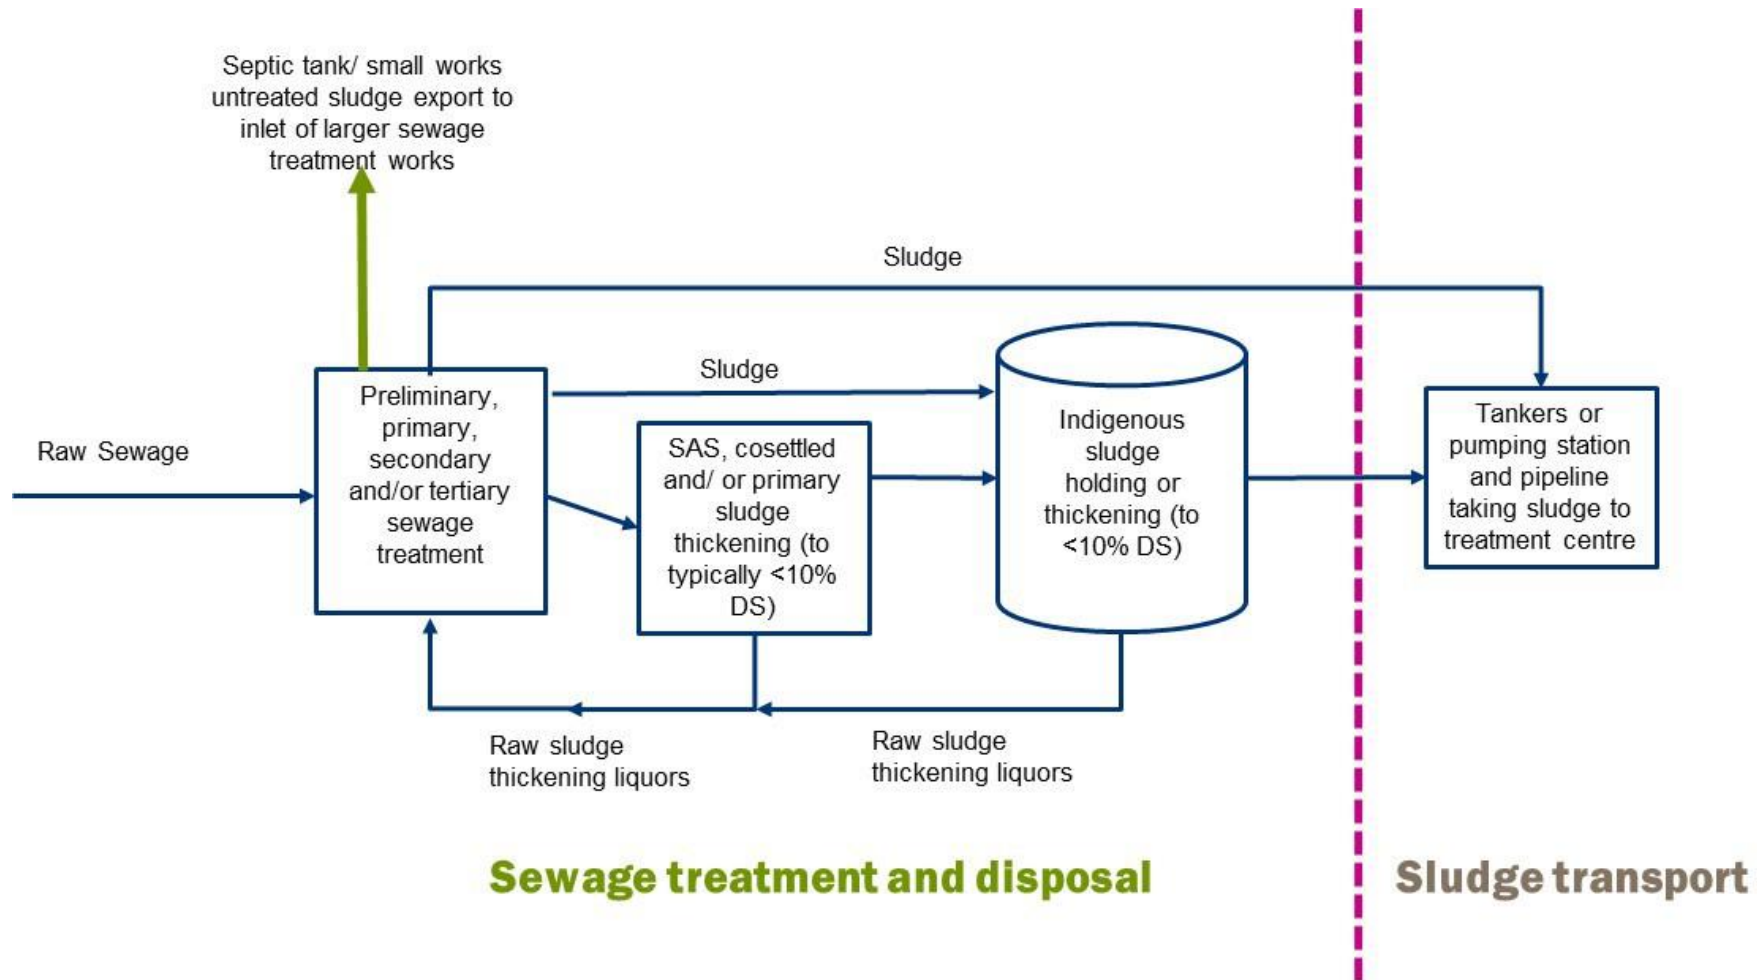 Septic tank/ small works
untreated sludge export to
inlet of larger sewage
treatment works
Sludge
Sludge
Raw Sewage
Preliminary,
primary,
secondary
and/or tertiary
sewage
treatment
SAS, cosettled
and/ or primary
sludge
thickening (to
typically <10%
DS)
Indigenous
sludge
holding or
thickening (to
<10% DS)
Tankers or
pumping station
and pipeline
taking sludge to
treatment centre
Raw sludge
thickening liquors
Raw sludge
thickening liquors
Sewage treatment and disposal
Sludge transport